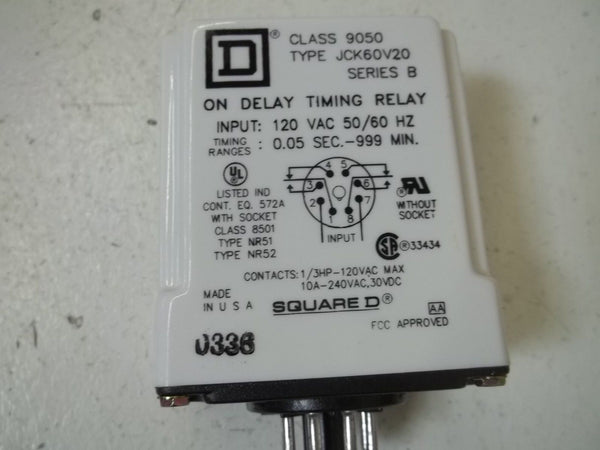 D ®
CLASS 9050
TYPE JCK60V20
SERIES B
ON DELAY TIMING RELAY
INPUT: 120 VAC 50/60 HZ
TIMING RANGES : 0.05 SEC.-999 MIN.
UL
LISTED IND
CONT. EQ. 572A
WITH SOCKET
CLASS 8501
TYPE NR51
TYPE NR52
4 5
3 6
2 7
1 8
INPUT
WITHOUT
SOCKET
® 33434
CONTACTS: 1/3HP-120VAC MAX
10A-240VAC, 30VDC
MADE
IN U S A
SQUARE D ®
AA
FCC APPROVED
0336